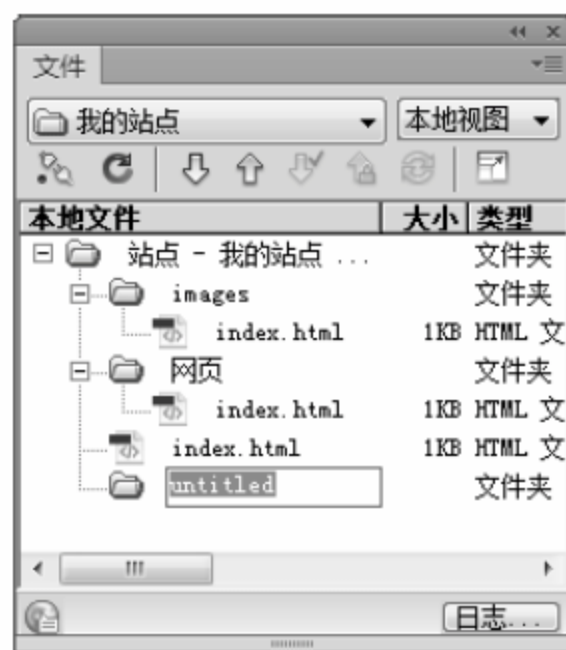 文件
我的站点 本地视图
本地文件 大小 类型
站点 - 我的站点 ... 文件夹
images 文件夹
index.html 1KB HTML 文
网页 文件夹
index.html 1KB HTML 文
index.html 1KB HTML 文
untitled 文件夹
日志...